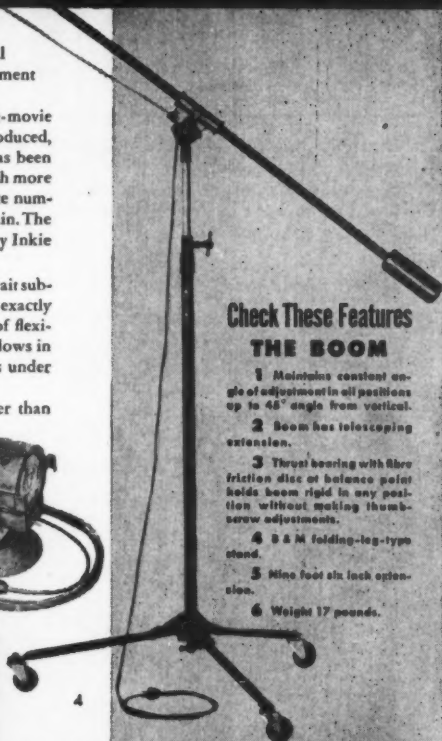 l
ment
-movie
oduced,
as been
h more
te num-
ain. The
y Inkie
ait sub-
exactly
of flexi-
lows in
s under
er than
Check These Features
THE BOOM
1 Maintains constant an-
gle of adjustment in all positions
up to 45° angle from vertical.
2 Boom has telescoping
extension.
3 Thrust bearing with fibre
friction disc at balance point
holds boom rigid in any posi-
tion without making thumb-
screw adjustments.
4 B & M folding-leg-type
stand.
5 Nine foot six inch exten-
sion.
6 Weight 17 pounds.
4